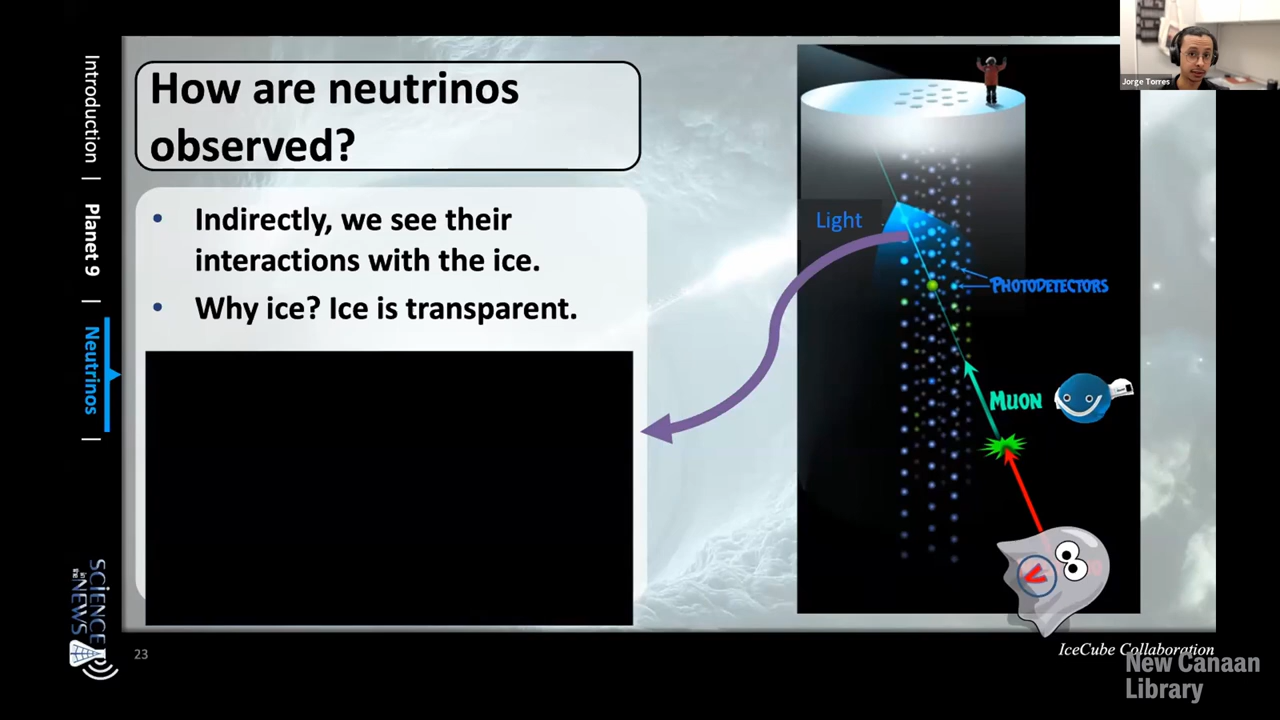 How are neutrinos
observed?
• Indirectly, we see their
interactions with the ice.
• Why ice? Ice is transparent.
Introduction |
Planet 9 |
Neutrinos |
SCIENCE
in the
NEWS
23
Light
PHOTODETECTORS
MUON
V
IceCube Collaboration
Jorge Torres
New Canaan
Library